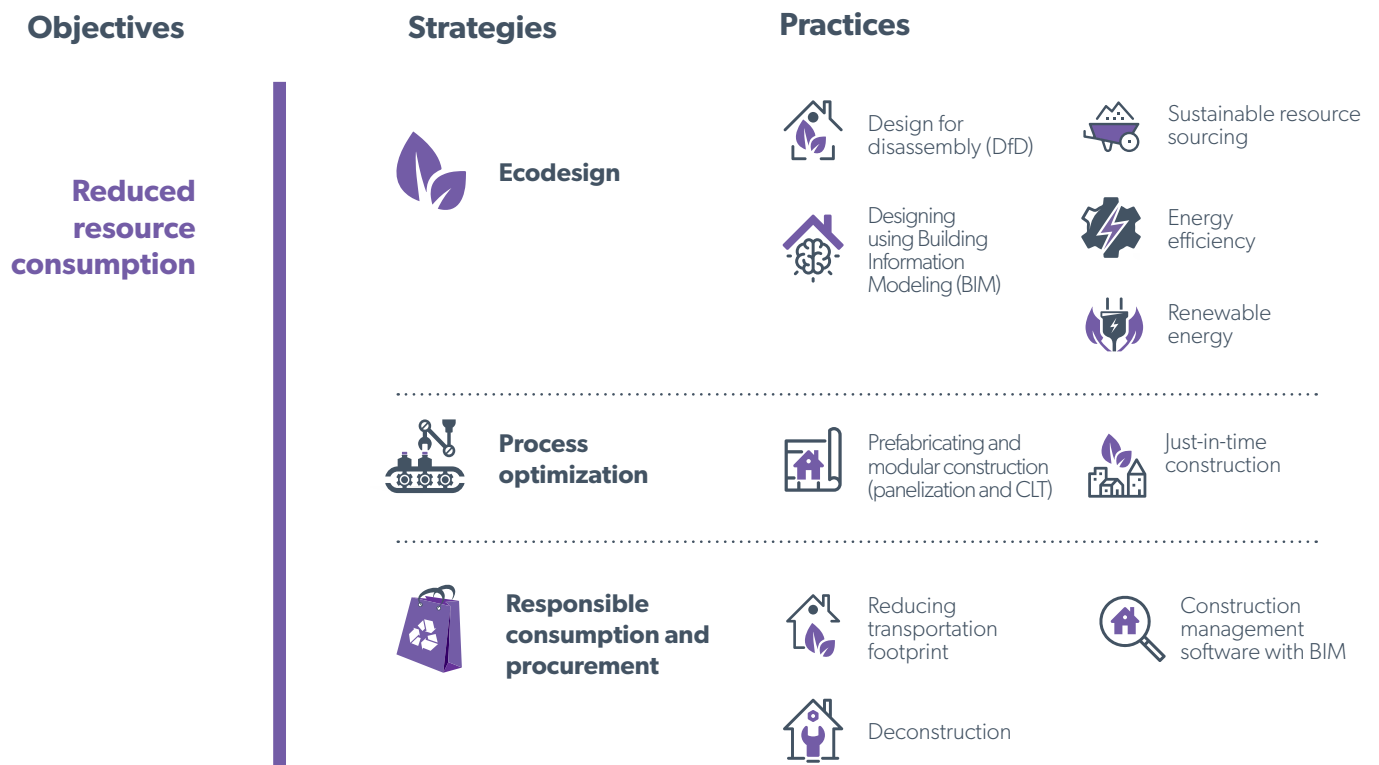 Objectives
Strategies
Practices
Reduced
resource
consumption
Ecodesign
Design for
disassembly (DfD)
Designing
using Building
Information
Modeling (BIM)
Sustainable resource
sourcing
Energy
efficiency
Renewable
energy
Process
optimization
Prefabricating and
modular construction
(panelization and CLT)
Just-in-time
construction
Responsible
consumption and
procurement
Reducing
transportation
footprint
Deconstruction
Construction
management
software with BIM